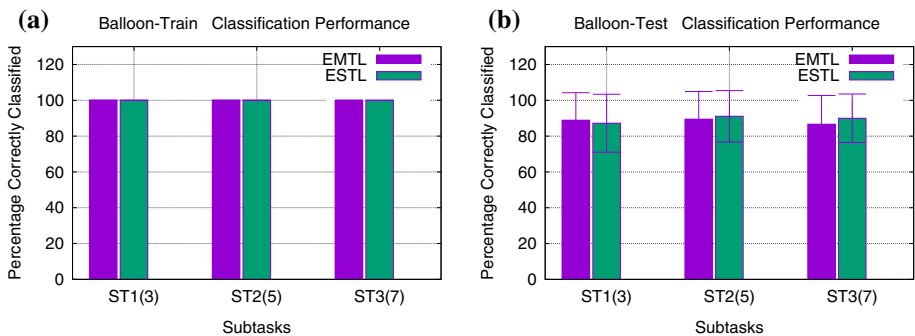 (a)
Balloon-Train Classification Performance
Percentage Correctly Classified
120
100
80
60
40
20
0
EMTL
ESTL
ST1(3) ST2(5) ST3(7)
Subtasks
(b)
Balloon-Test Classification Performance
Percentage Correctly Classified
120
100
80
60
40
20
0
EMTL
ESTL
ST1(3) ST2(5) ST3(7)
Subtasks